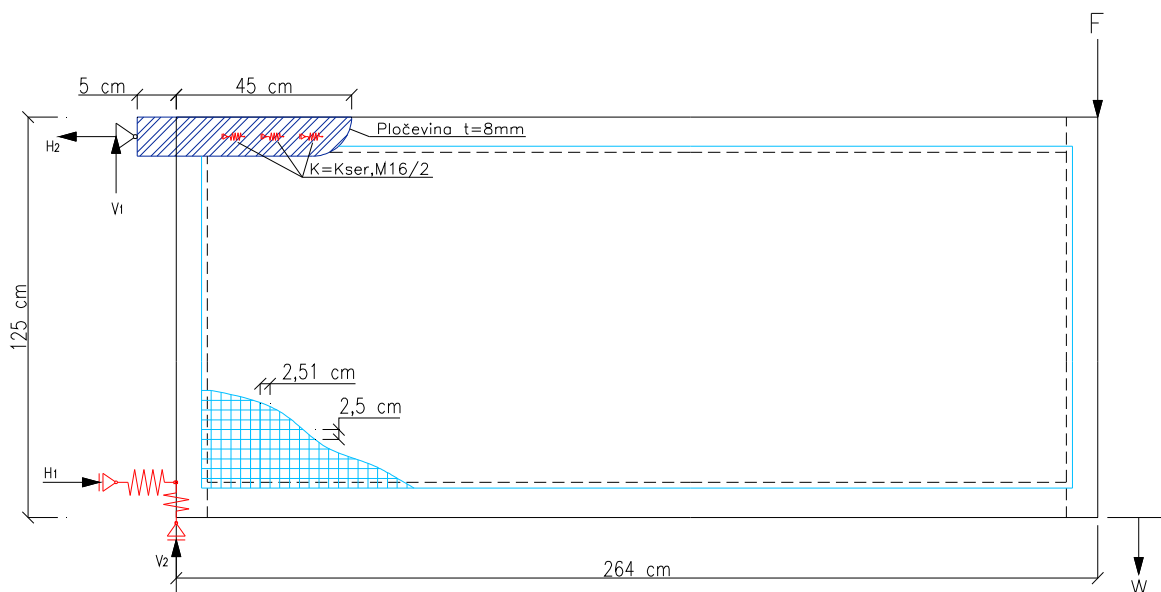 F
5 cm
45 cm
Pločevina t=8mm
H2
K=Kser,M16/2
V1
125 cm
2,51 cm
2,5 cm
H1
V2
264 cm
W